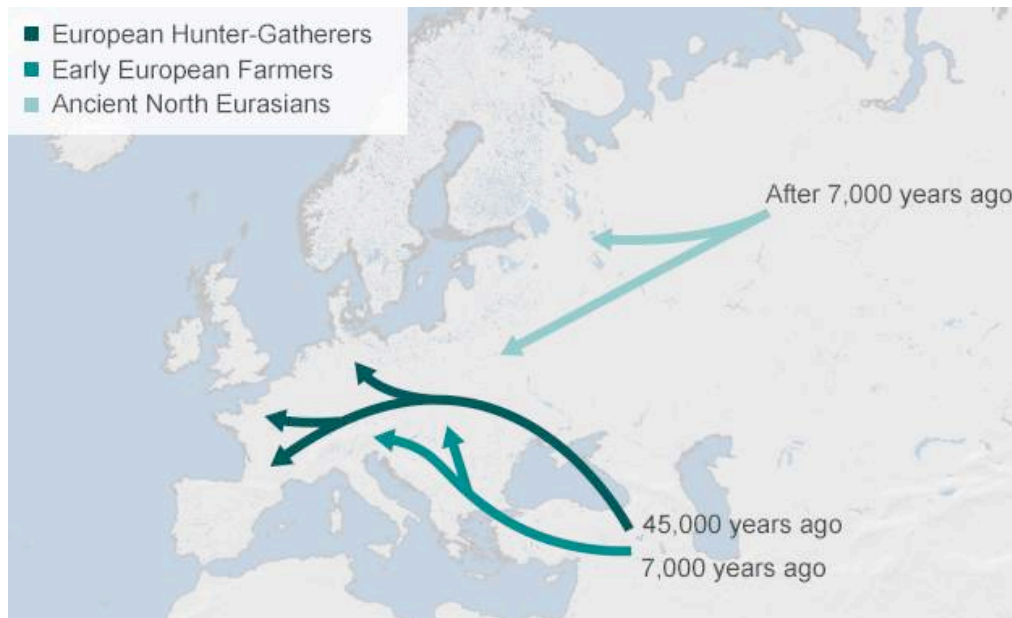 European Hunter-Gatherers
Early European Farmers
Ancient North Eurasians
After 7,000 years ago
45,000 years ago
7,000 years ago